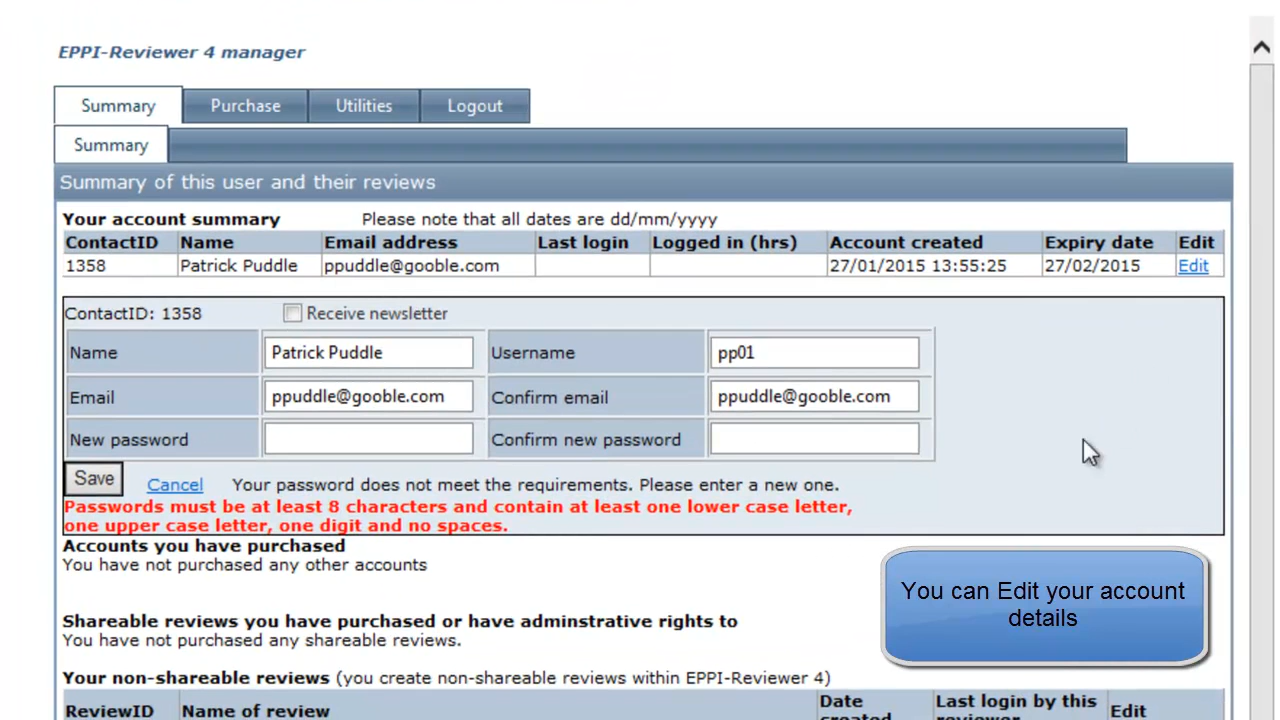 EPPI-Reviewer 4 manager
Summary Purchase Utilities Logout
Summary
Summary of this user and their reviews
Your account summary Please note that all dates are dd/mm/yyyy
ContactID Name Email address Last login Logged in (hrs) Account created Expiry date Edit
1358 Patrick Puddle ppuddle@gooble.com 27/01/2015 13:55:25 27/02/2015 Edit
ContactID: 1358 Receive newsletter
Name Patrick Puddle Username pp01
Email ppuddle@gooble.com Confirm email ppuddle@gooble.com
New password Confirm new password
Save Cancel Your password does not meet the requirements. Please enter a new one.
Passwords must be at least 8 characters and contain at least one lower case letter,
one upper case letter, one digit and no spaces.
Accounts you have purchased
You have not purchased any other accounts
You can Edit your account
details
Shareable reviews you have purchased or have adminstrative rights to
You have not purchased any shareable reviews.
Your non-shareable reviews (you create non-shareable reviews within EPPI-Reviewer 4)
ReviewID Name of review Date created Last login by this reviewer Edit